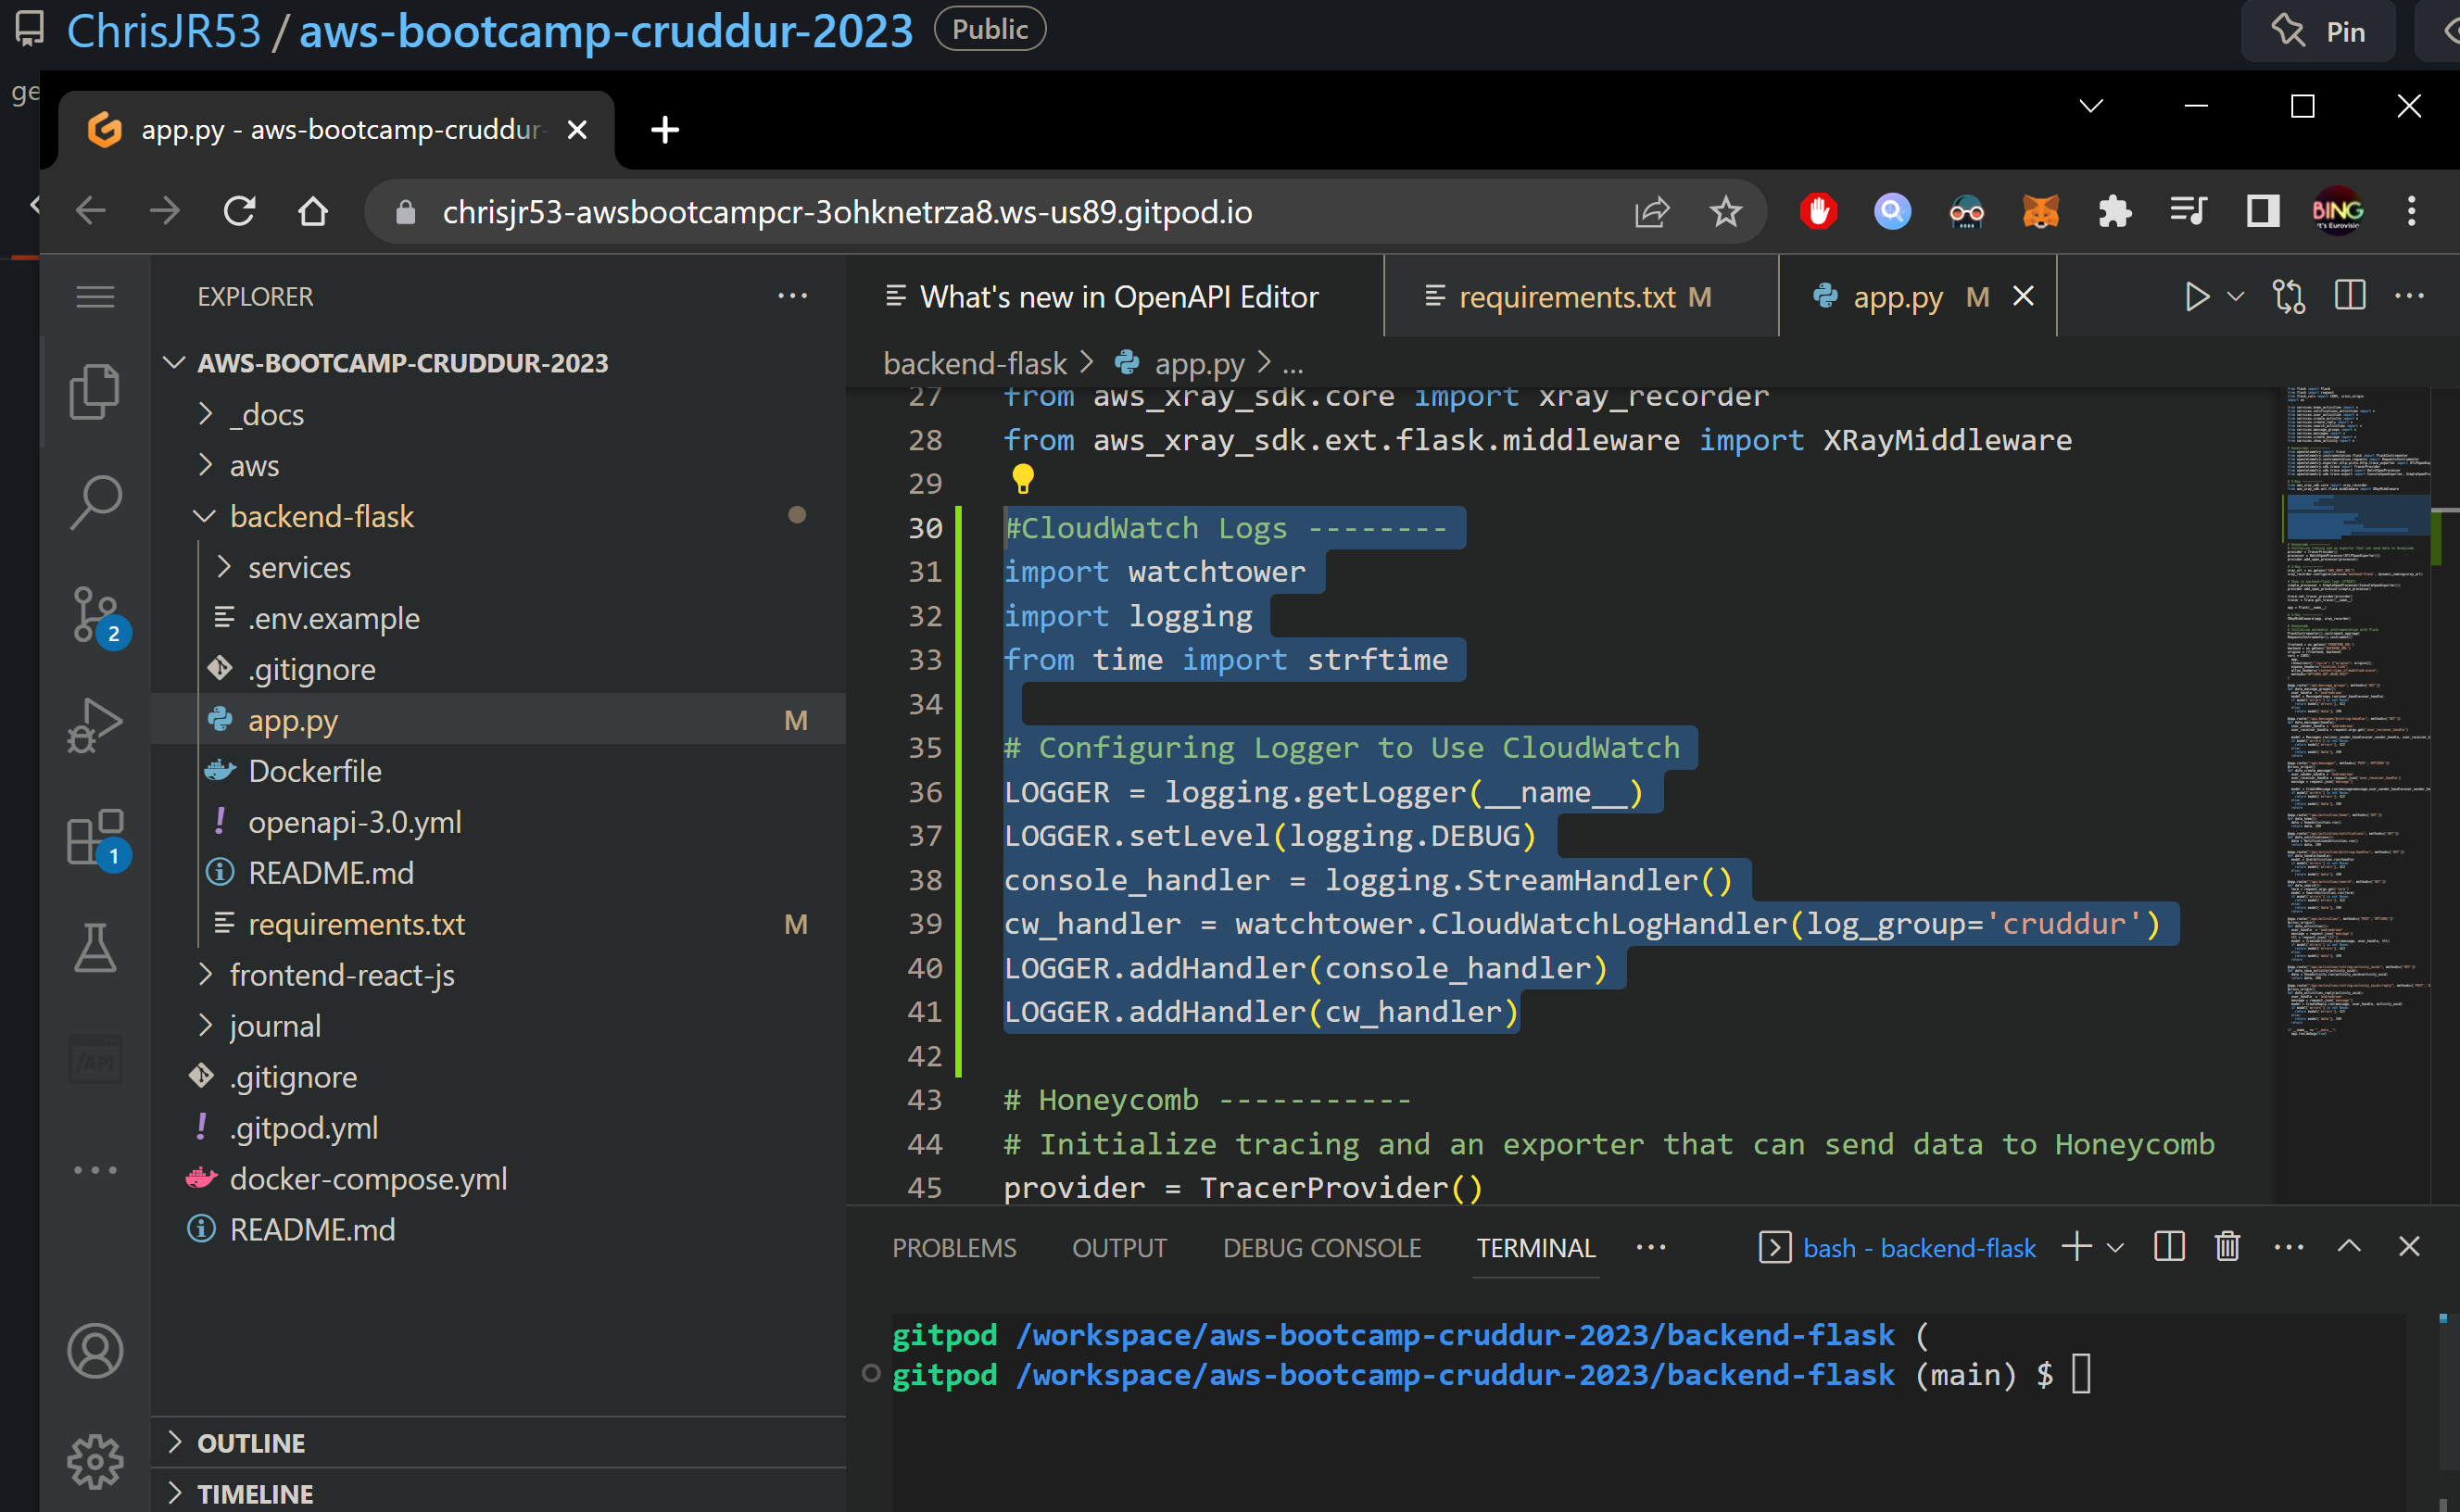 ChrisJR53 / aws-bootcamp-cruddur-2023 Public
Pin
ge
app.py - aws-bootcamp-cruddur-
chrisjr53-awsbootcampcr-3ohknetrza8.ws-us89.gitpod.io
BING
It's Eurovisio
EXPLORER
AWS-BOOTCAMP-CRUDDUR-2023
_docs
aws
backend-flask
services
.env.example
.gitignore
app.py M
Dockerfile
openapi-3.0.yml
README.md
requirements.txt M
frontend-react-js
journal
.gitignore
.gitpod.yml
docker-compose.yml
README.md
OUTLINE
TIMELINE
2
1
/API
What's new in OpenAPI Editor
requirements.txt M
app.py M
backend-flask > app.py > ...
27 from aws_xray_sdk.core import xray_recorder
28 from aws_xray_sdk.ext.flask.middleware import XRayMiddleware
29
30 #CloudWatch Logs --------
31 import watchtower
32 import logging
33 from time import strftime
34
35 # Configuring Logger to Use CloudWatch
36 LOGGER = logging.getLogger(__name__)
37 LOGGER.setLevel(logging.DEBUG)
38 console_handler = logging.StreamHandler()
39 cw_handler = watchtower.CloudWatchLogHandler(log_group='cruddur')
40 LOGGER.addHandler(console_handler)
41 LOGGER.addHandler(cw_handler)
42
43 # Honeycomb -----------
44 # Initialize tracing and an exporter that can send data to Honeycomb
45 provider = TracerProvider()
PROBLEMS OUTPUT DEBUG CONSOLE TERMINAL
bash - backend-flask
gitpod /workspace/aws-bootcamp-cruddur-2023/backend-flask (
gitpod /workspace/aws-bootcamp-cruddur-2023/backend-flask (main) $